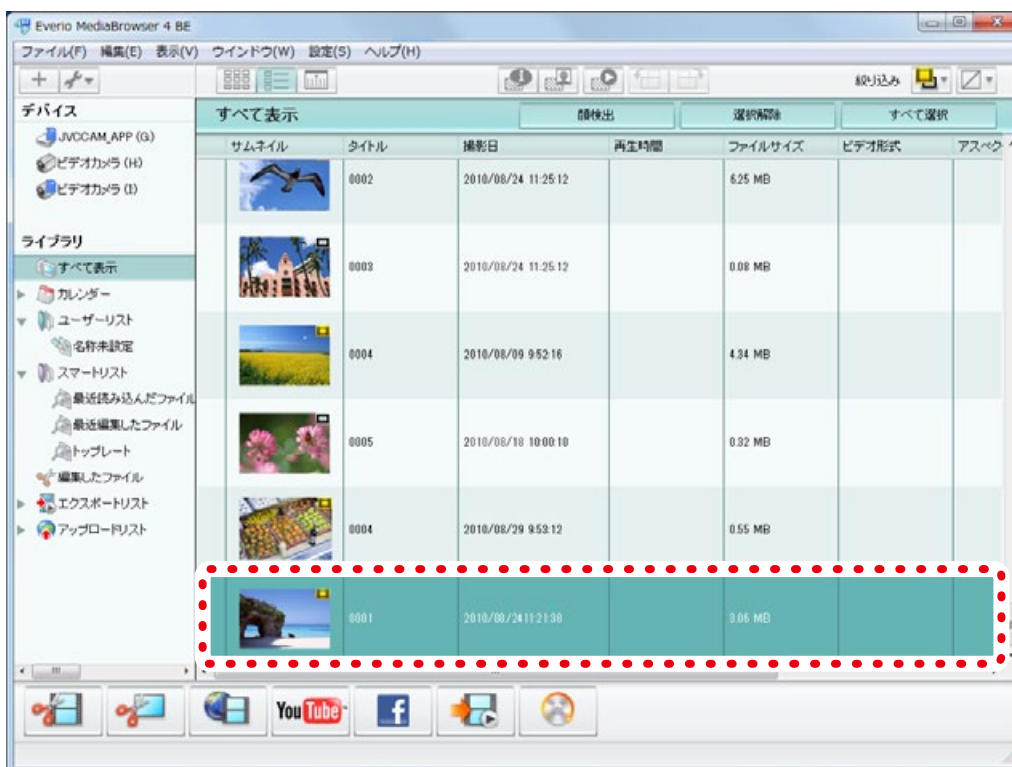 Everio MediaBrowser 4 BE
ファイル(F) 編集(E) 表示(V) ウインドウ(W) 設定(S) ヘルプ(H)
絞り込み
デバイス
JVCCAM_APP (G)
ビデオカメラ (H)
ビデオカメラ (I)
ライブラリ
すべて表示
カレンダー
ユーザーリスト
名称未設定
スマートリスト
最近読み込んだファイル
最近編集したファイル
トップレート
編集したファイル
エクスポートリスト
アップロードリスト
すべて表示 顔検出 選択解除 すべて選択
サムネイル タイトル 撮影日 再生時間 ファイルサイズ ビデオ形式 アスペク
0002 2010/08/24 11:25:12 6.25 MB
0003 2010/08/24 11:25:12 0.08 MB
0004 2010/08/09 9:52:16 4.34 MB
0005 2010/08/18 10:00:10 0.32 MB
0004 2010/08/29 9:53:12 0.55 MB
0001 2010/08/24 11:21:38 3.06 MB
You Tube
f